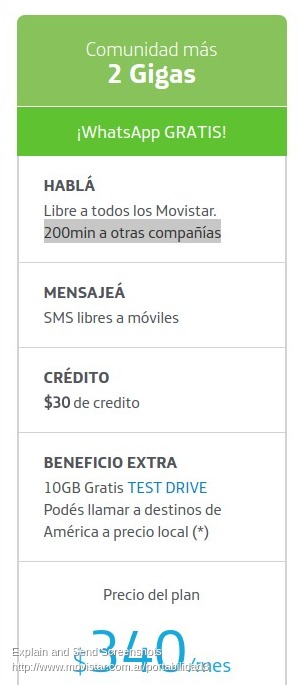 Comunidad más
2 Gigas
¡WhatsApp GRATIS!
HABLÁ
Libre a todos los Movistar.
200min a otras compañías
MENSAJEÁ
SMS libres a móviles
CRÉDITO
$30 de credito
BENEFICIO EXTRA
10GB Gratis TEST DRIVE
Podés llamar a destinos de
América a precio local (*)
Precio del plan
$340/mes
Explain and Send Screenshots
http://www.movistar.com.ar/portabilidad